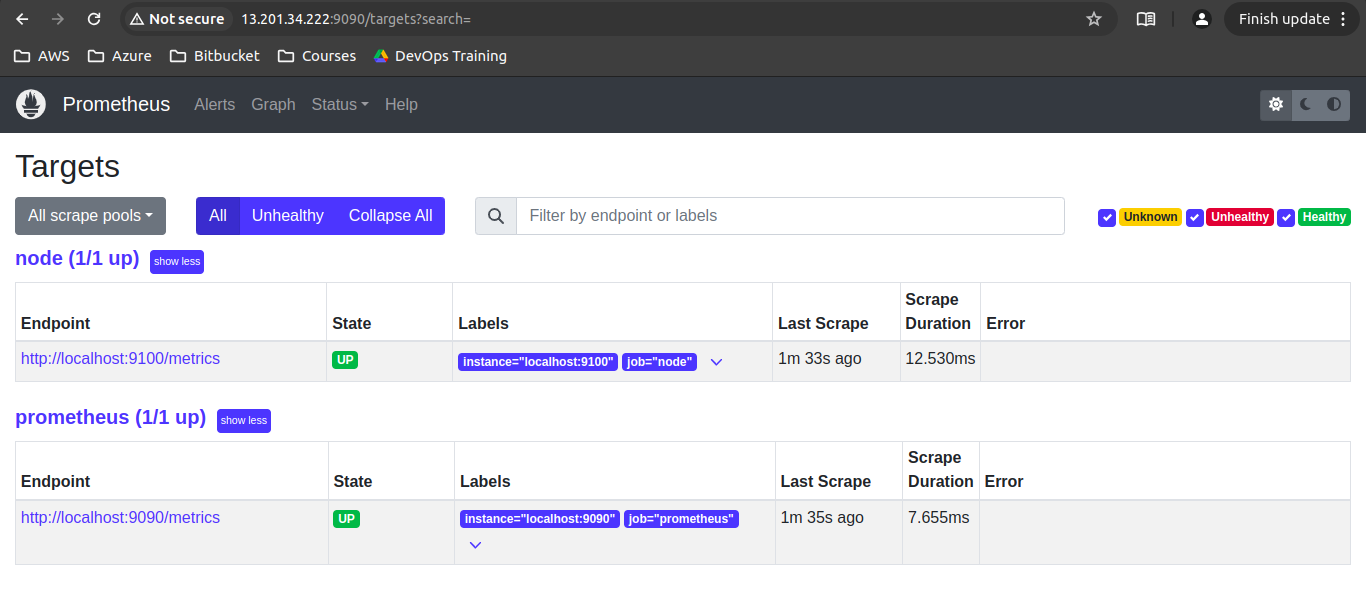 Not secure 13.201.34.222:9090/targets?search= Finish update
AWS Azure Bitbucket Courses DevOps Training
Prometheus Alerts Graph Status Help
Targets
All scrape pools All Unhealthy Collapse All Filter by endpoint or labels Unknown Unhealthy Healthy
node (1/1 up) show less
Endpoint State Labels Last Scrape Scrape Duration Error
http://localhost:9100/metrics UP instance="localhost:9100" job="node" 1m 33s ago 12.530ms
prometheus (1/1 up) show less
Endpoint State Labels Last Scrape Scrape Duration Error
http://localhost:9090/metrics UP instance="localhost:9090" job="prometheus" 1m 35s ago 7.655ms